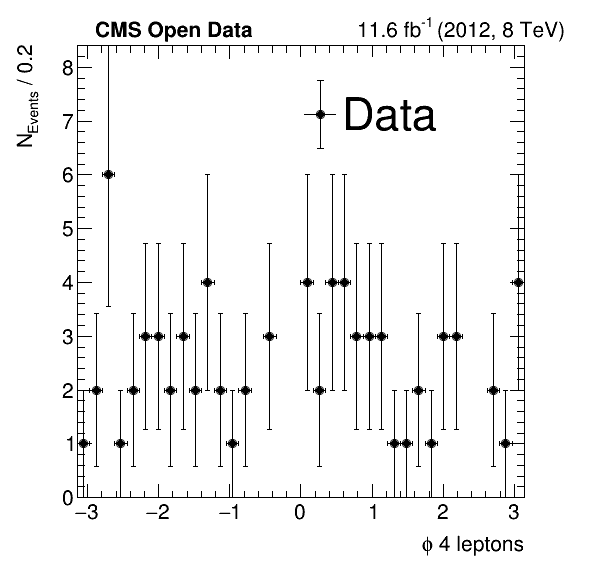 CMS Open Data 11.6 fb⁻¹ (2012, 8 TeV)
N_Events / 0.2
Data
8
7
6
5
4
3
2
1
0
−3 −2 −1 0 1 2 3
ϕ 4 leptons